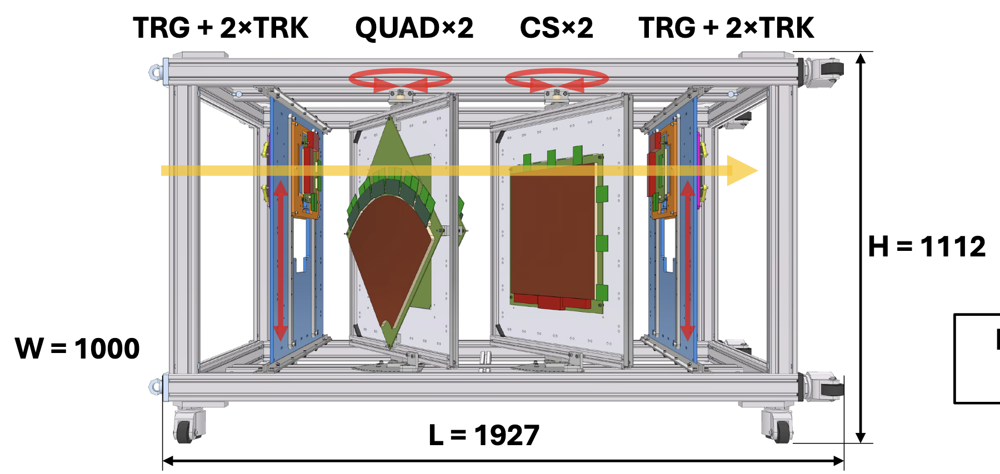 TRG + 2×TRK QUAD×2 CS×2 TRG + 2×TRK
H = 1112
W = 1000
L = 1927